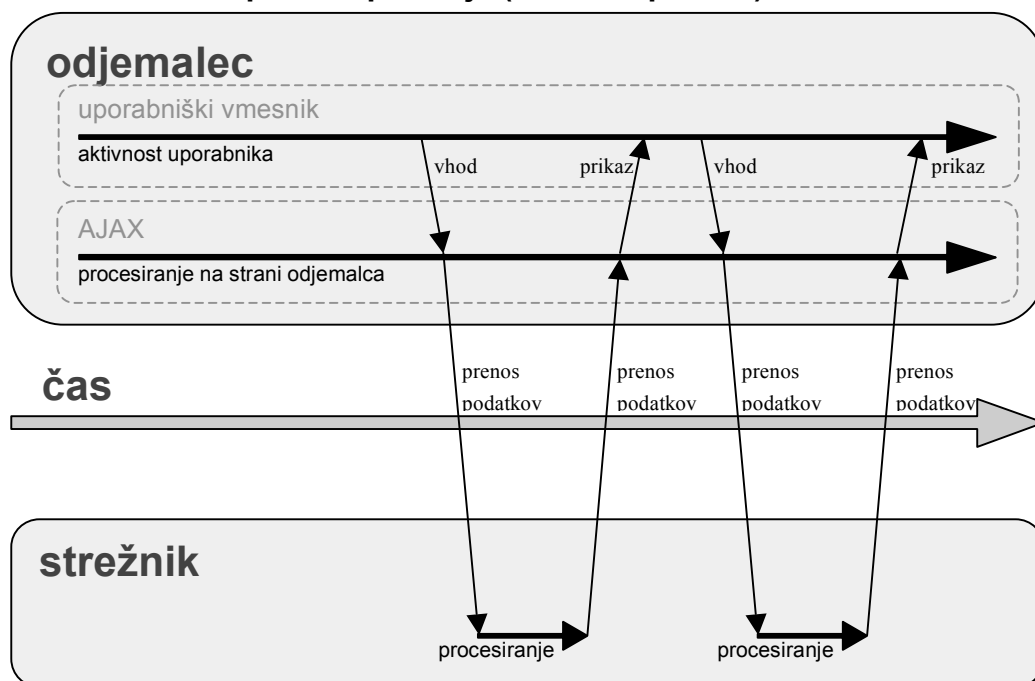 odjemalec
uporabniški vmesnik
aktivnost uporabnika
vhod
prikaz
vhod
prikaz
AJAX
procesiranje na strani odjemalca
čas
prenos
podatkov
prenos
podatkov
prenos
podatkov
prenos
podatkov
strežnik
procesiranje
procesiranje